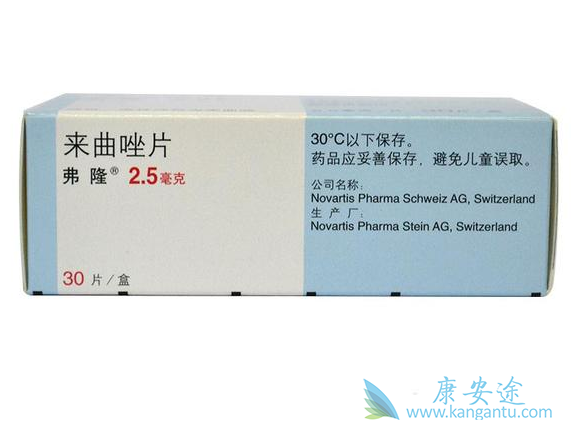 来曲唑片
弗隆® 2.5毫克
30片/盒
30°C以下保存。
药品应妥善保存，避免儿童误取。
公司名称：
Novartis Pharma Schweiz AG, Switzerland
生产厂：
Novartis Pharma Stein AG, Switzerland
康安途
www.kangantu.com